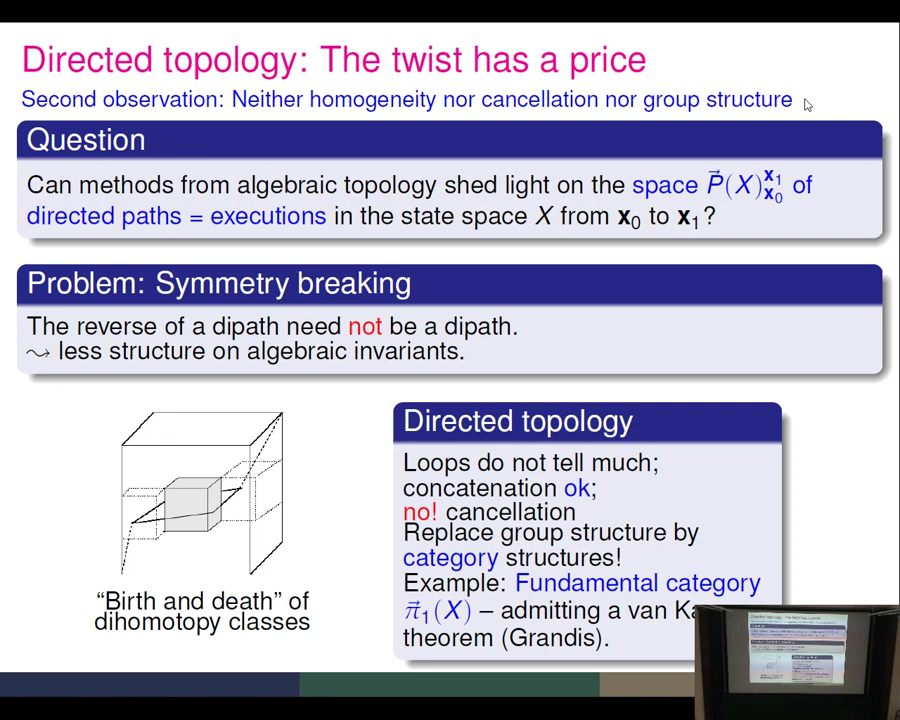 Directed topology: The twist has a price
Second observation: Neither homogeneity nor cancellation nor group structure
Question
Can methods from algebraic topology shed light on the space P⃗(X)_{x₀}^{x₁} of
directed paths = executions in the state space X from x₀ to x₁?
Problem: Symmetry breaking
The reverse of a dipath need not be a dipath.
⤳ less structure on algebraic invariants.
"Birth and death" of
dihomotopy classes
Directed topology
Loops do not tell much;
concatenation ok;
no! cancellation
Replace group structure by
category structures!
Example: Fundamental category
π⃗₁(X) – admitting a van
theorem (Grandis).